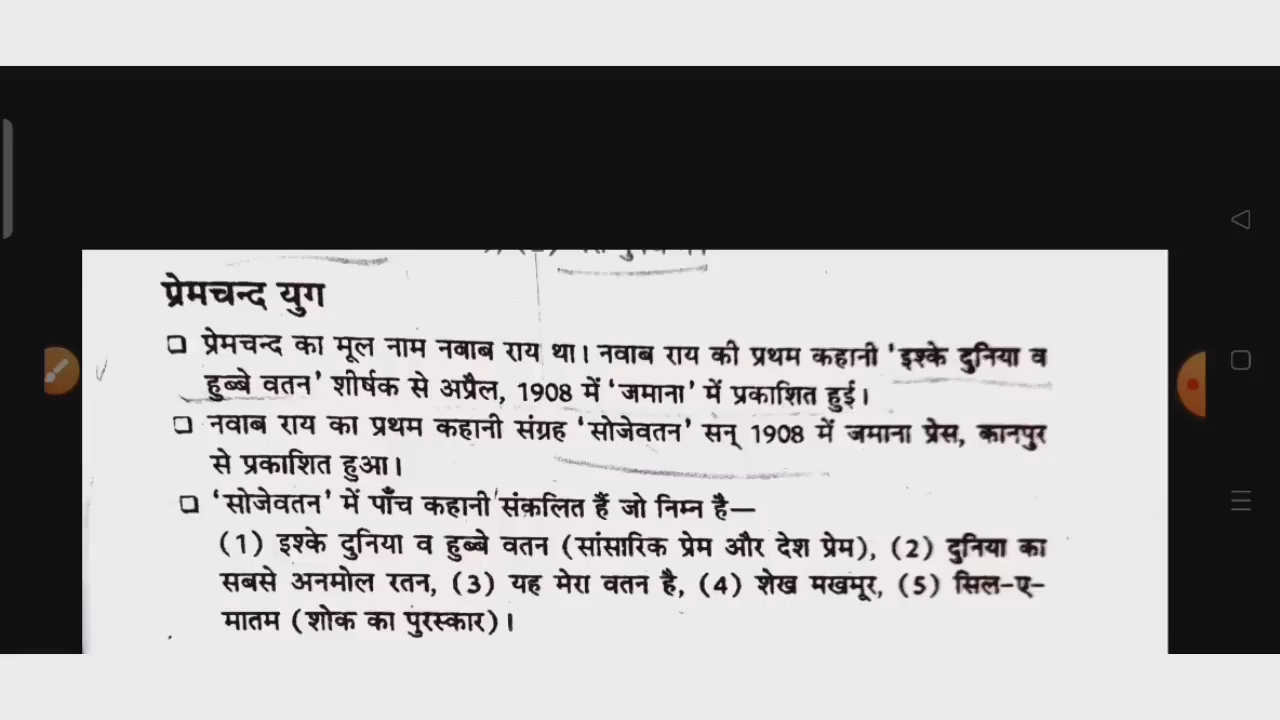 प्रेमचन्द युग
❑ प्रेमचन्द का मूल नाम नबाब राय था। नवाब राय की प्रथम कहानी 'इश्के दुनिया व
हुब्बे वतन' शीर्षक से अप्रैल, 1908 में 'जमाना' में प्रकाशित हुई।
❑ नवाब राय का प्रथम कहानी संग्रह 'सोजेवतन' सन् 1908 में जमाना प्रेस, कानपुर
से प्रकाशित हुआ।
❑ 'सोजेवतन' में पाँच कहानी संकलित हैं जो निम्न है—
(1) इश्के दुनिया व हुब्बे वतन (सांसारिक प्रेम और देश प्रेम), (2) दुनिया का
सबसे अनमोल रतन, (3) यह मेरा वतन है, (4) शेख मखमूर, (5) सिल-ए-
मातम (शोक का पुरस्कार)।